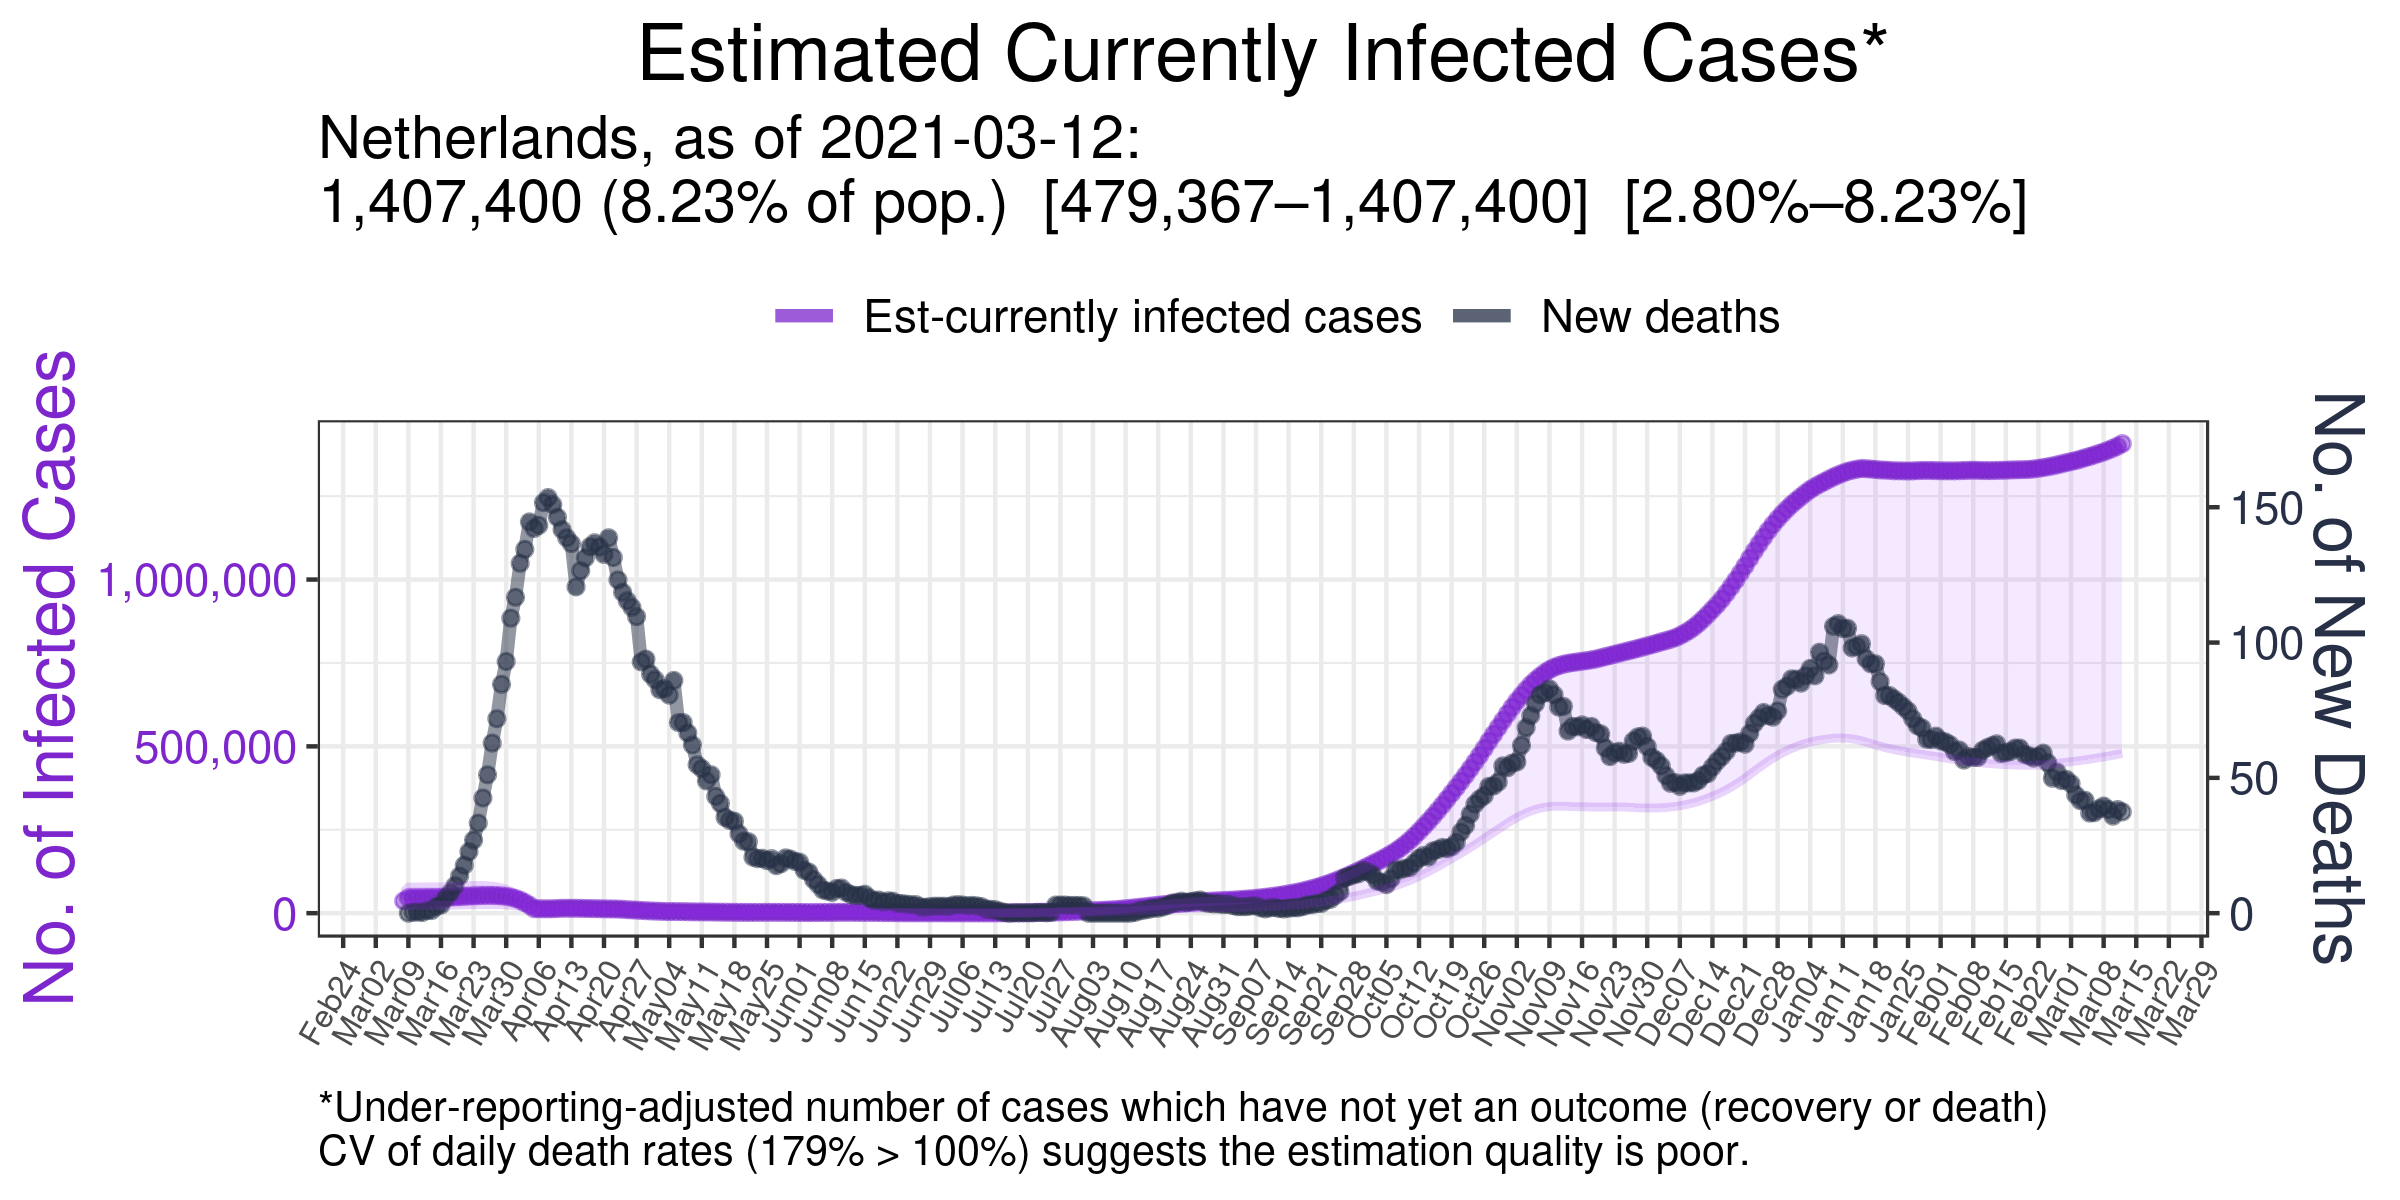 Estimated Currently Infected Cases*
Netherlands, as of 2021-03-12:
1,407,400 (8.23% of pop.)  [479,367–1,407,400]  [2.80%–8.23%]
Est-currently infected cases
New deaths
No. of Infected Cases
1,000,000
500,000
0
150
100
50
0
No. of New Deaths
Feb24
Mar02
Mar09
Mar16
Mar23
Mar30
Apr06
Apr13
Apr20
Apr27
May04
May11
May18
May25
Jun01
Jun08
Jun15
Jun22
Jun29
Jul06
Jul13
Jul20
Jul27
Aug03
Aug10
Aug17
Aug24
Aug31
Sep07
Sep14
Sep21
Sep28
Oct05
Oct12
Oct19
Oct26
Nov02
Nov09
Nov16
Nov23
Nov30
Dec07
Dec14
Dec21
Dec28
Jan04
Jan11
Jan18
Jan25
Feb01
Feb08
Feb15
Feb22
Mar01
Mar08
Mar15
Mar22
Mar29
*Under-reporting-adjusted number of cases which have not yet an outcome (recovery or death)
CV of daily death rates (179% > 100%) suggests the estimation quality is poor.